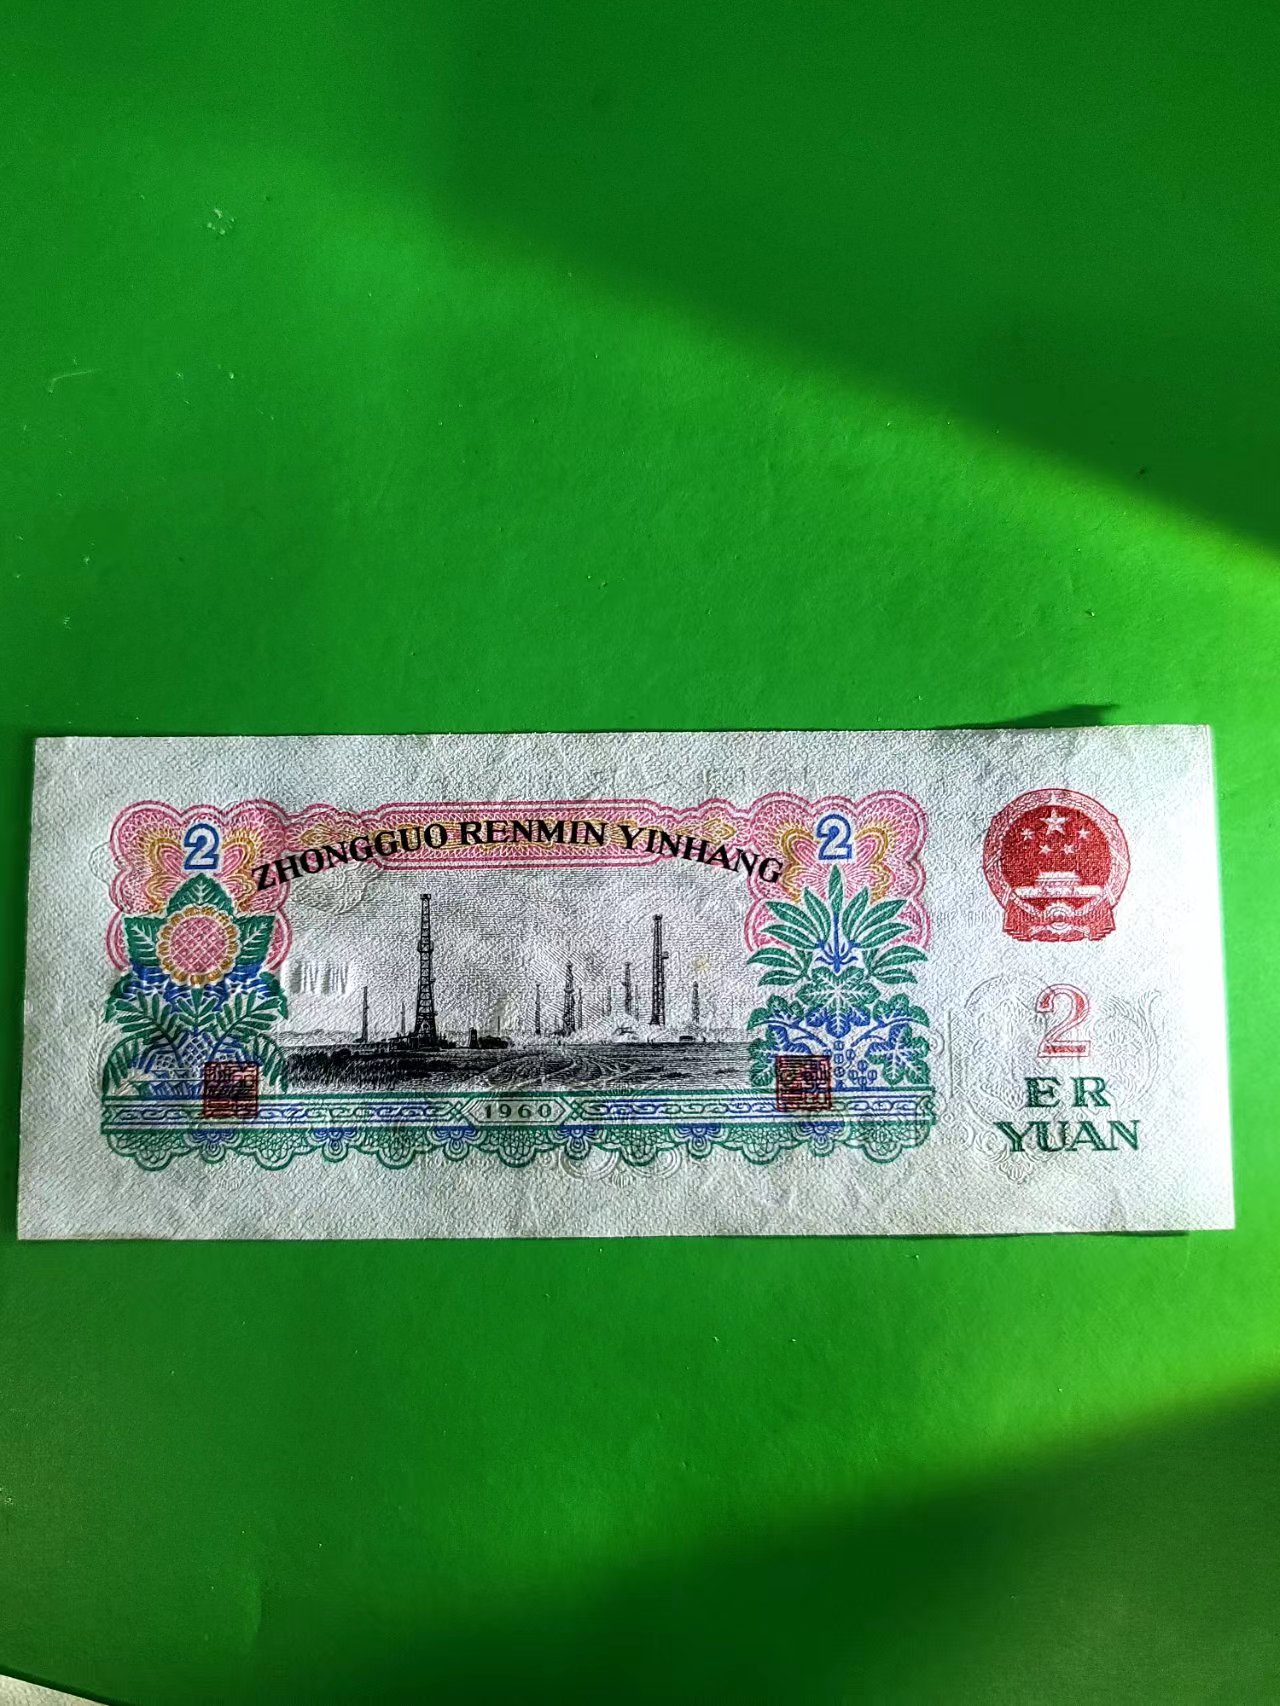 2
ZHONGGUO RENMIN YINHANG
2
1960
2
ER
YUAN